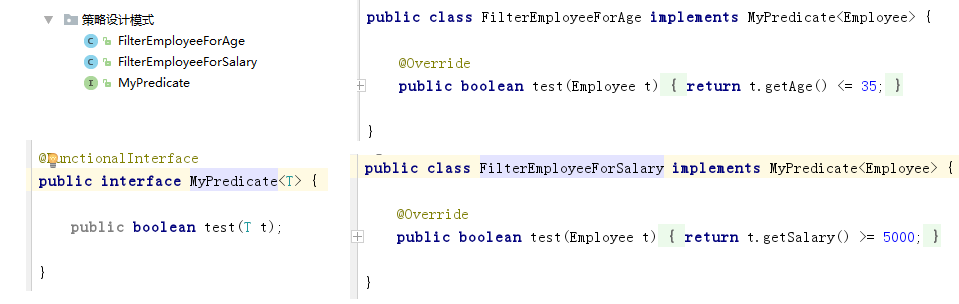 策略设计模式
FilterEmployeeForAge
FilterEmployeeForSalary
MyPredicate
public class FilterEmployeeForAge implements MyPredicate<Employee> {
@Override
public boolean test(Employee t) { return t.getAge() <= 35; }
}
@FunctionalInterface
public interface MyPredicate<T> {
public boolean test(T t);
}
public class FilterEmployeeForSalary implements MyPredicate<Employee> {
@Override
public boolean test(Employee t) { return t.getSalary() >= 5000; }
}